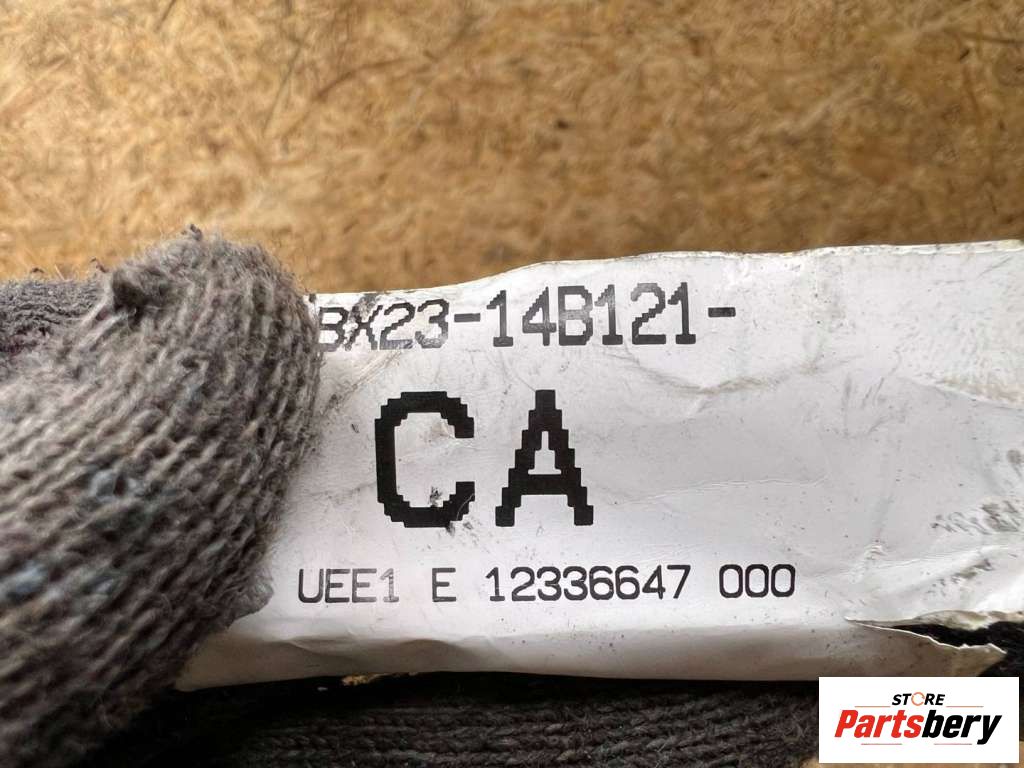 BX23-14B121-
CA
UEE1 E 12336647 000
STORE
Partsbery